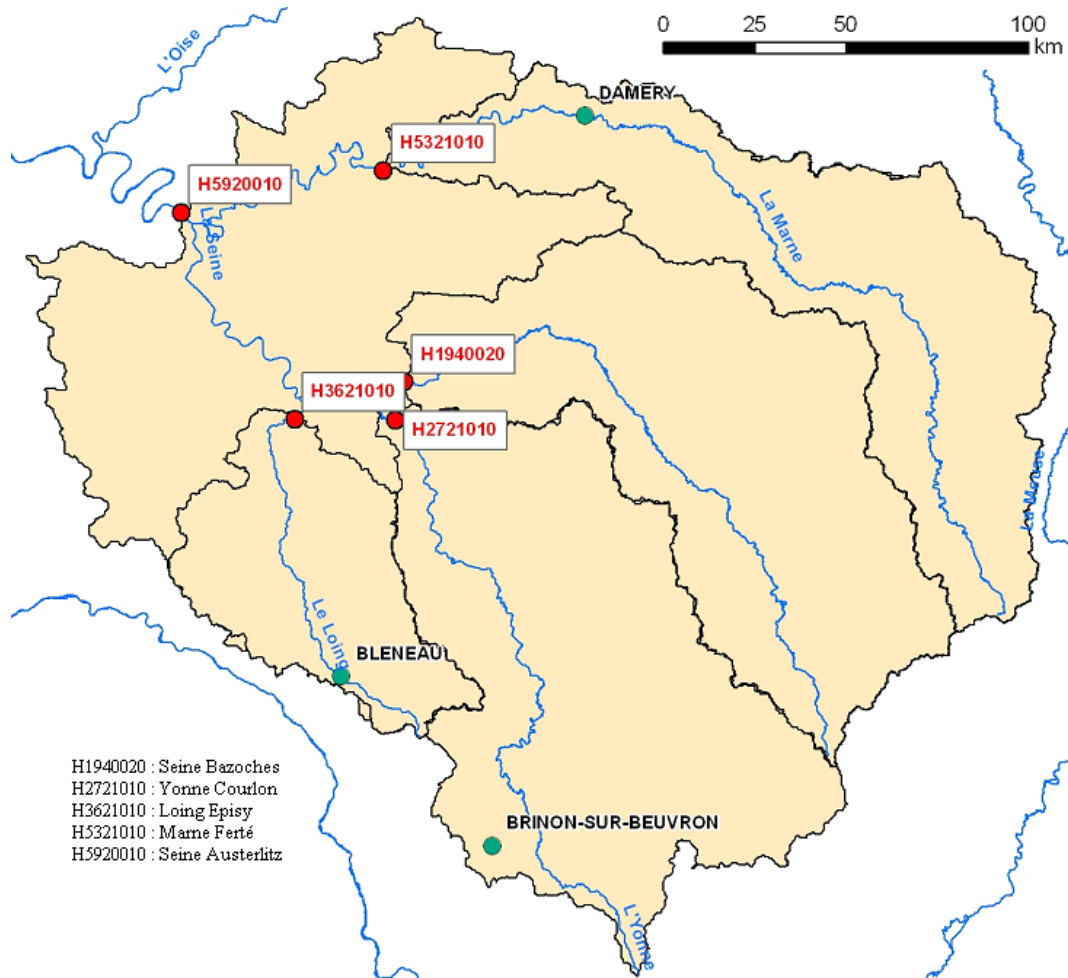 0 25 50 100
km
L'Oise
DAMERY
H5321010
H5920010
La Seine
La Marne
H1940020
H3621010
H2721010
La Meuse
Le Loing
BLENEAU
H1940020 : Seine Bazoches
H2721010 : Yonne Courlon
H3621010 : Loing Episy
H5321010 : Marne Ferté
H5920010 : Seine Austerlitz
BRINON-SUR-BEUVRON
L'Yonne